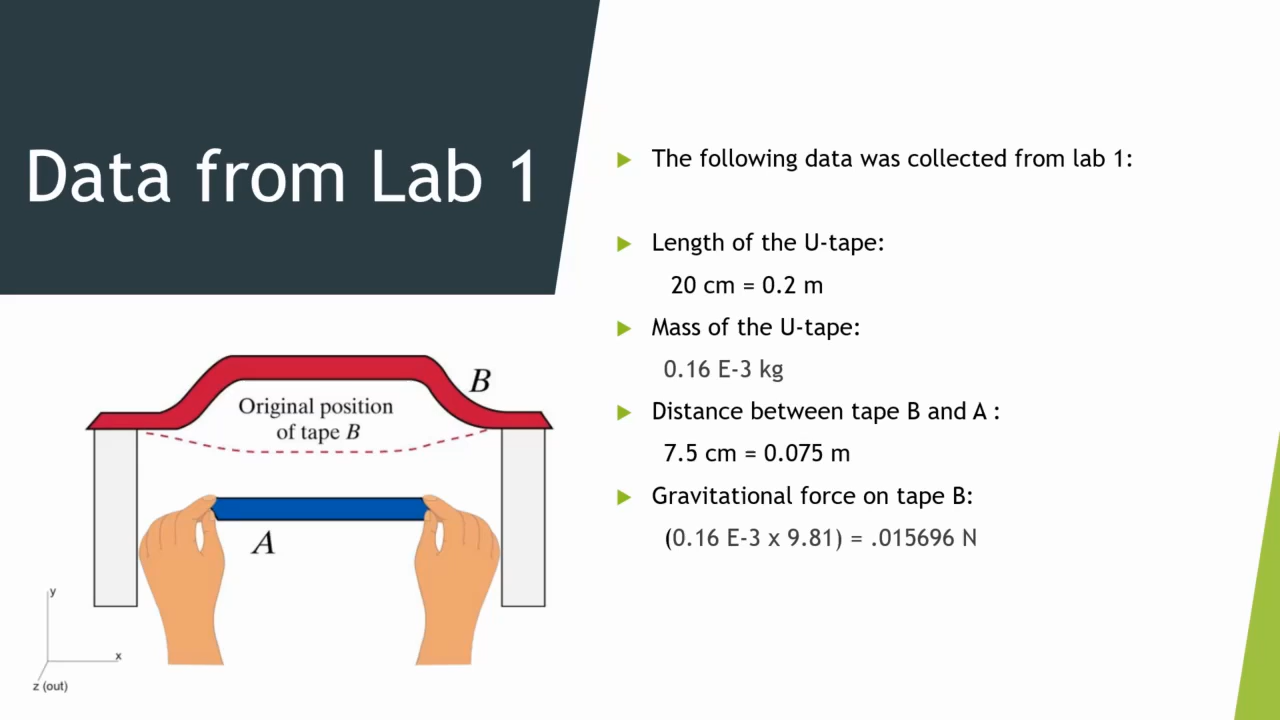 Data from Lab 1
The following data was collected from lab 1:
Length of the U-tape:
20 cm = 0.2 m
Mass of the U-tape:
0.16 E-3 kg
Distance between tape B and A :
7.5 cm = 0.075 m
Gravitational force on tape B:
(0.16 E-3 x 9.81) = .015696 N
B
Original position
of tape B
A
y
x
z (out)